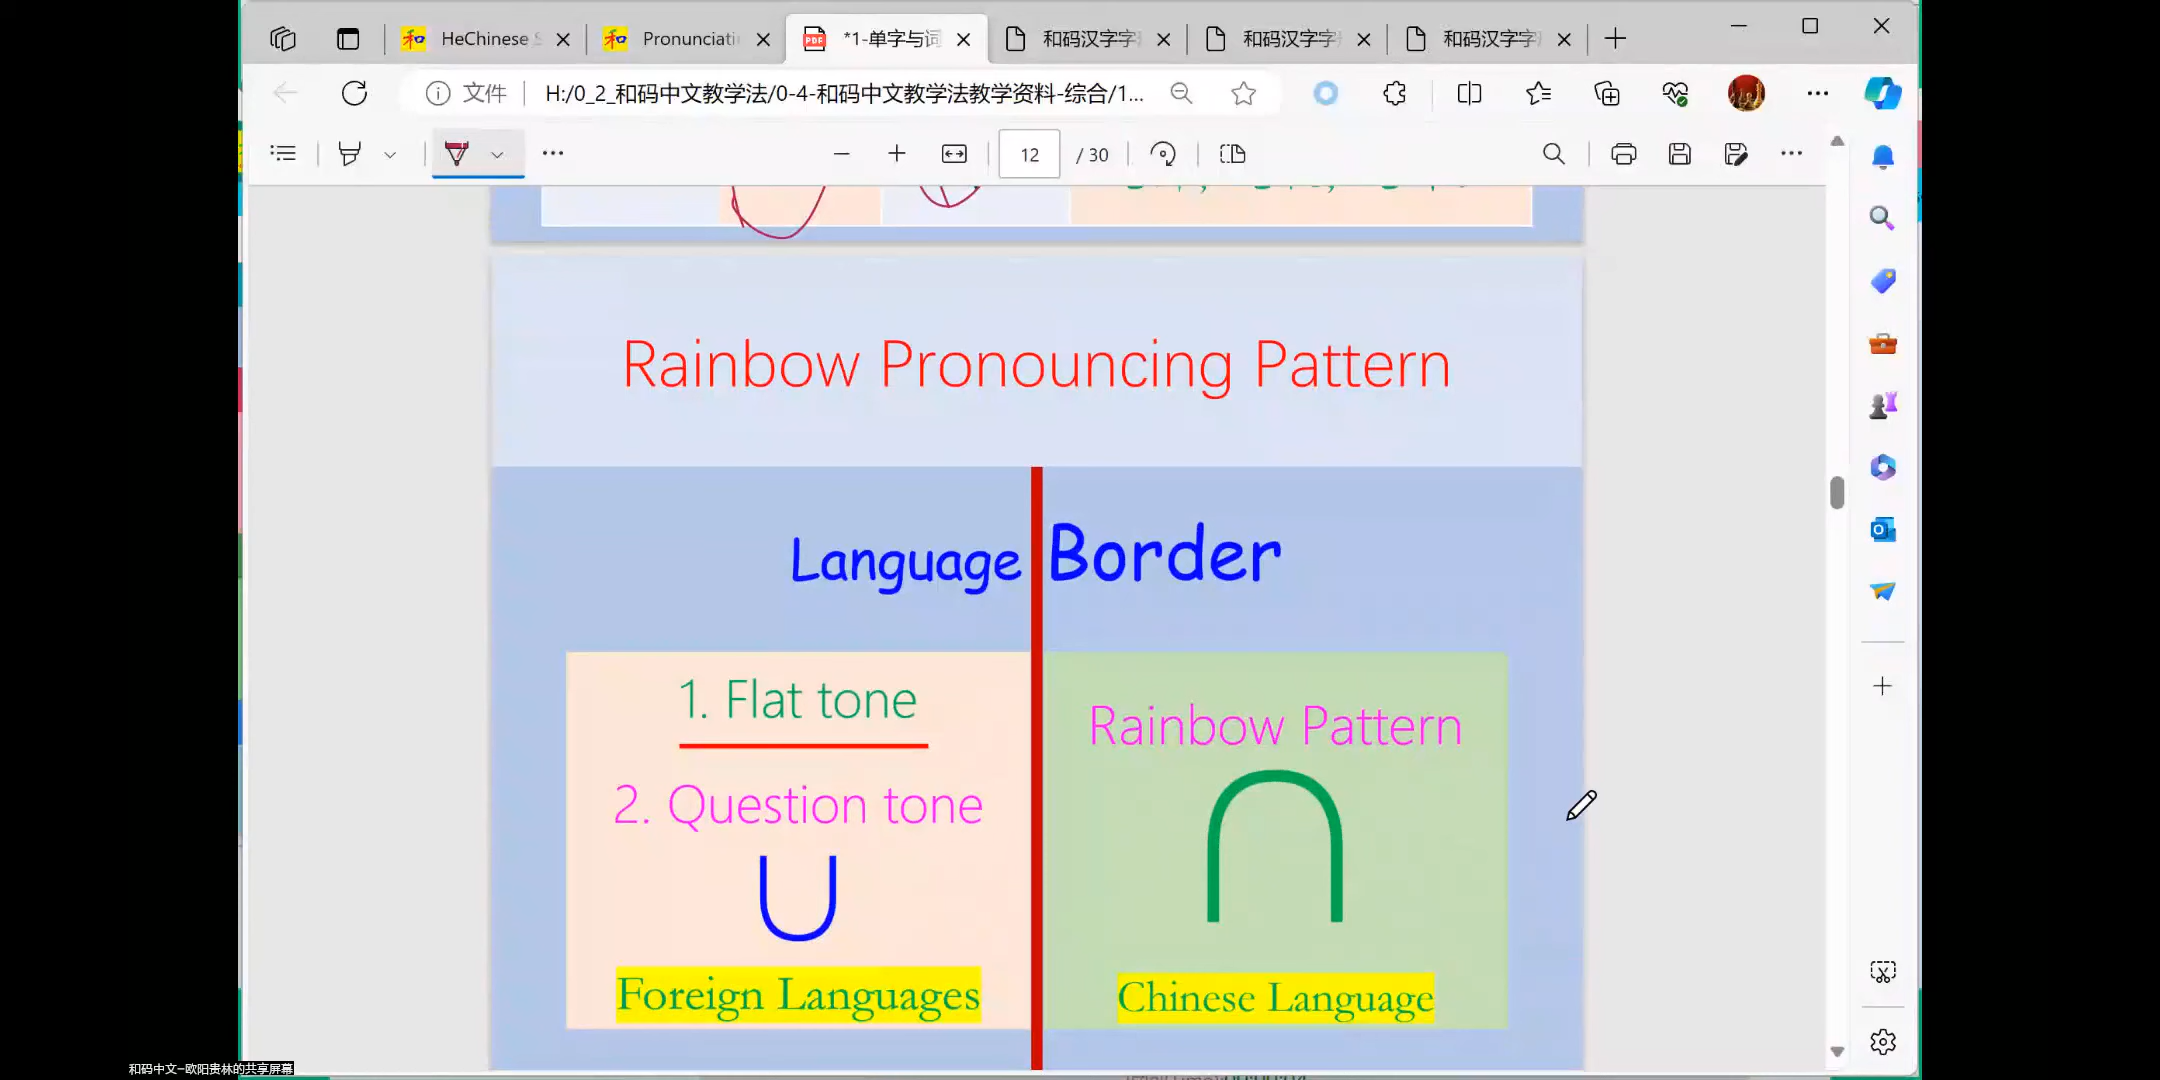 HeChinese S
Pronunciati
*1-单字与词
和码汉字字
和码汉字字
和码汉字字
文件
H:/0_2_和码中文教学法/0-4-和码中文教学法教学资料-综合/1...
12 / 30
Rainbow Pronouncing Pattern
Language Border
1. Flat tone
2. Question tone
Foreign Languages
Rainbow Pattern
Chinese Language
和码中文-欧阳贵林的共享屏幕